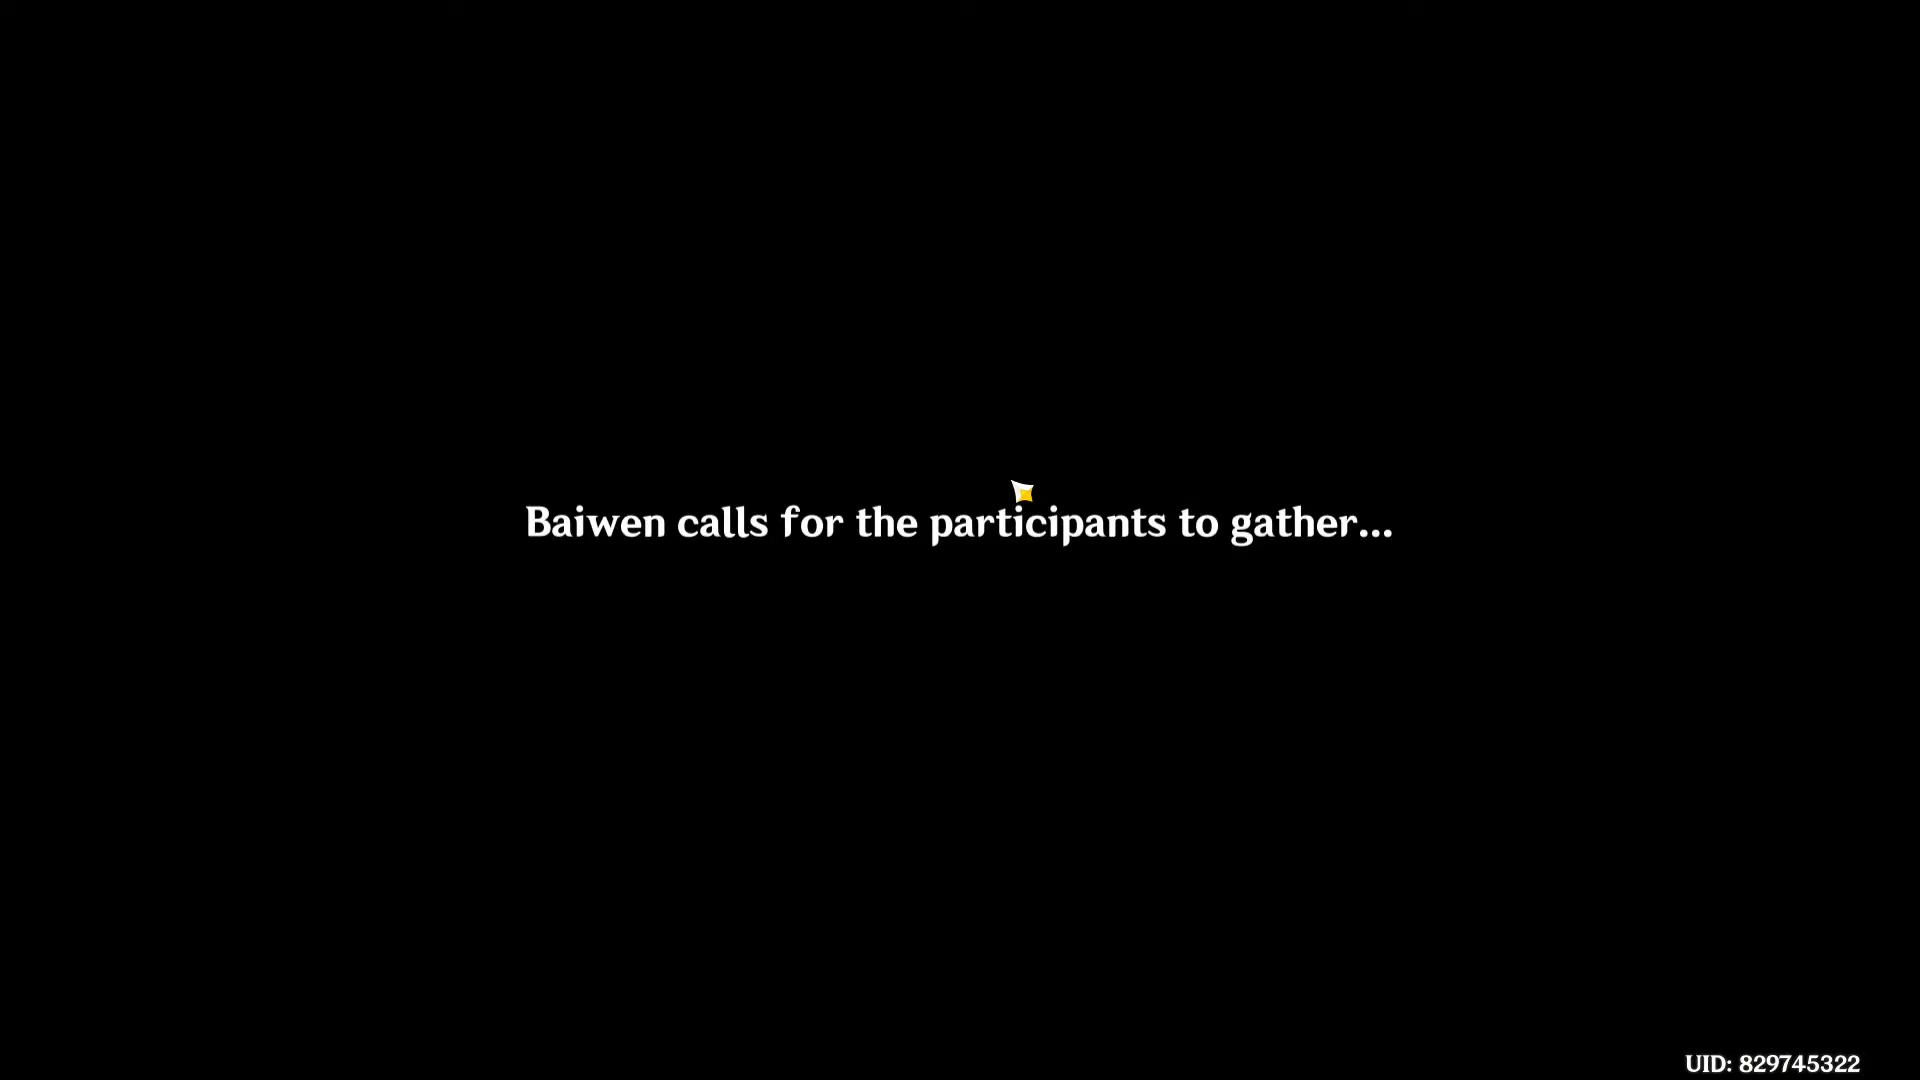 Baiwen calls for the participants to gather...
UID: 829745322